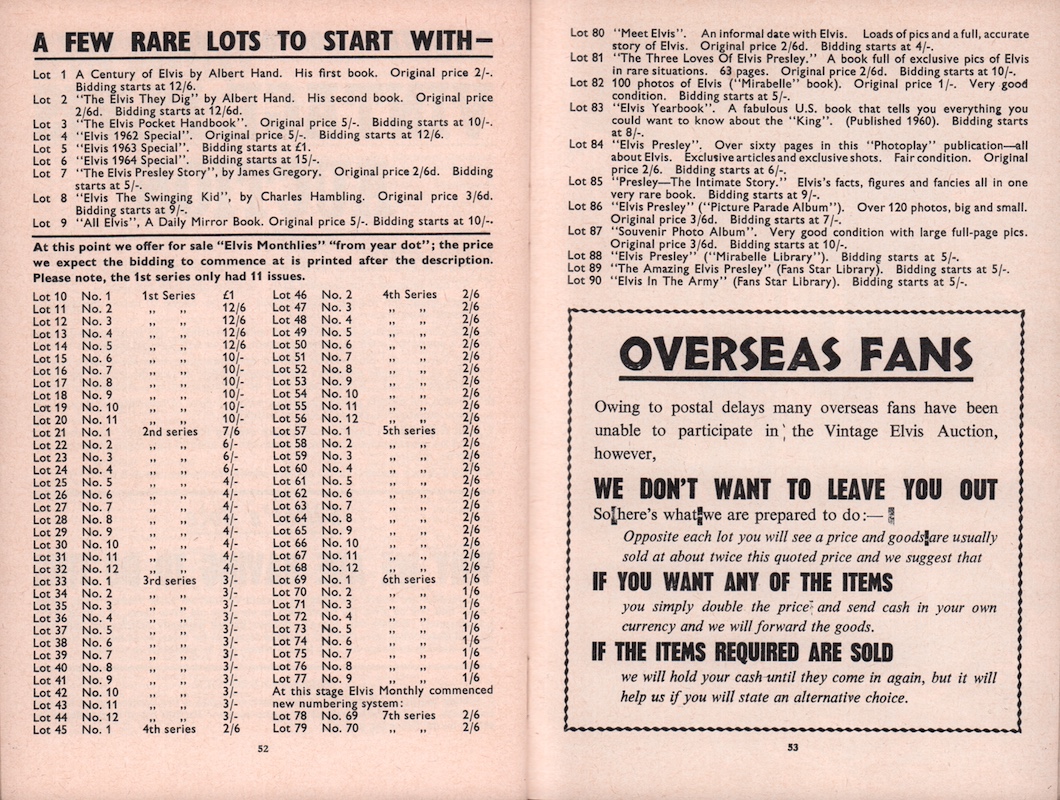 A FEW RARE LOTS TO START WITH—
Lot 1 A Century of Elvis by Albert Hand. His first book. Original price 2/-.
Bidding starts at 12/6.
Lot 2 "The Elvis They Dig" by Albert Hand. His second book. Original price
2/6d. Bidding starts at 12/6d.
Lot 3 "The Elvis Pocket Handbook". Original price 5/-. Bidding starts at 10/-.
Lot 4 "Elvis 1962 Special". Original price 5/-. Bidding starts at 12/6.
Lot 5 "Elvis 1963 Special". Bidding starts at £1.
Lot 6 "Elvis 1964 Special". Bidding starts at 15/-.
Lot 7 "The Elvis Presley Story", by James Gregory. Original price 2/6d. Bidding
starts at 5/-.
Lot 8 "Elvis The Swinging Kid", by Charles Hambling. Original price 3/6d.
Bidding starts at 9/-.
Lot 9 "All Elvis", A Daily Mirror Book. Original price 5/-. Bidding starts at 10/-.
At this point we offer for sale "Elvis Monthlies" "from year dot"; the price
we expect the bidding to commence at is printed after the description.
Please note, the 1st series only had 11 issues.
Lot 10 No. 1 1st Series £1
Lot 11 No. 2 ,, ,, 12/6
Lot 12 No. 3 ,, ,, 12/6
Lot 13 No. 4 ,, ,, 12/6
Lot 14 No. 5 ,, ,, 12/6
Lot 15 No. 6 ,, ,, 10/-
Lot 16 No. 7 ,, ,, 10/-
Lot 17 No. 8 ,, ,, 10/-
Lot 18 No. 9 ,, ,, 10/-
Lot 19 No. 10 ,, ,, 10/-
Lot 20 No. 11 ,, ,, 10/-
Lot 21 No. 1 2nd series 7/6
Lot 22 No. 2 ,, ,, 6/-
Lot 23 No. 3 ,, ,, 6/-
Lot 24 No. 4 ,, ,, 6/-
Lot 25 No. 5 ,, ,, 4/-
Lot 26 No. 6 ,, ,, 4/-
Lot 27 No. 7 ,, ,, 4/-
Lot 28 No. 8 ,, ,, 4/-
Lot 29 No. 9 ,, ,, 4/-
Lot 30 No. 10 ,, ,, 4/-
Lot 31 No. 11 ,, ,, 4/-
Lot 32 No. 12 ,, ,, 4/-
Lot 33 No. 1 3rd series 3/-
Lot 34 No. 2 ,, ,, 3/-
Lot 35 No. 3 ,, ,, 3/-
Lot 36 No. 4 ,, ,, 3/-
Lot 37 No. 5 ,, ,, 3/-
Lot 38 No. 6 ,, ,, 3/-
Lot 39 No. 7 ,, ,, 3/-
Lot 40 No. 8 ,, ,, 3/-
Lot 41 No. 9 ,, ,, 3/-
Lot 42 No. 10 ,, ,, 3/-
Lot 43 No. 11 ,, ,, 3/-
Lot 44 No. 12 ,, ,, 3/-
Lot 45 No. 1 4th series 2/6
Lot 46 No. 2 4th Series 2/6
Lot 47 No. 3 ,, ,, 2/6
Lot 48 No. 4 ,, ,, 2/6
Lot 49 No. 5 ,, ,, 2/6
Lot 50 No. 6 ,, ,, 2/6
Lot 51 No. 7 ,, ,, 2/6
Lot 52 No. 8 ,, ,, 2/6
Lot 53 No. 9 ,, ,, 2/6
Lot 54 No. 10 ,, ,, 2/6
Lot 55 No. 11 ,, ,, 2/6
Lot 56 No. 12 ,, ,, 2/6
Lot 57 No. 1 5th series 2/6
Lot 58 No. 2 ,, ,, 2/6
Lot 59 No. 3 ,, ,, 2/6
Lot 60 No. 4 ,, ,, 2/6
Lot 61 No. 5 ,, ,, 2/6
Lot 62 No. 6 ,, ,, 2/6
Lot 63 No. 7 ,, ,, 2/6
Lot 64 No. 8 ,, ,, 2/6
Lot 65 No. 9 ,, ,, 2/6
Lot 66 No. 10 ,, ,, 2/6
Lot 67 No. 11 ,, ,, 2/6
Lot 68 No. 12 ,, ,, 2/6
Lot 69 No. 1 6th series 1/6
Lot 70 No. 2 ,, ,, 1/6
Lot 71 No. 3 ,, ,, 1/6
Lot 72 No. 4 ,, ,, 1/6
Lot 73 No. 5 ,, ,, 1/6
Lot 74 No. 6 ,, ,, 1/6
Lot 75 No. 7 ,, ,, 1/6
Lot 76 No. 8 ,, ,, 1/6
Lot 77 No. 9 ,, ,, 1/6
At this stage Elvis Monthly commenced
new numbering system:
Lot 78 No. 69 7th series 2/6
Lot 79 No. 70 ,, ,, 2/6
52
Lot 80 "Meet Elvis". An informal date with Elvis. Loads of pics and a full, accurate
story of Elvis. Original price 2/6d. Bidding starts at 4/-.
Lot 81 "The Three Loves Of Elvis Presley." A book full of exclusive pics of Elvis
in rare situations. 63 pages. Original price 2/6d. Bidding starts at 10/-.
Lot 82 100 photos of Elvis ("Mirabelle" book). Original price 1/-. Very good
condition. Bidding starts at 5/-.
Lot 83 "Elvis Yearbook". A fabulous U.S. book that tells you everything you
could want to know about the "King". (Published 1960). Bidding starts
at 8/-.
Lot 84 "Elvis Presley". Over sixty pages in this "Photoplay" publication—all
about Elvis. Exclusive articles and exclusive shots. Fair condition. Original
price 2/6. Bidding starts at 6/-.
Lot 85 "Presley—The Intimate Story." Elvis's facts, figures and fancies all in one
very rare book. Bidding starts at 9/-.
Lot 86 "Elvis Presley" ("Picture Parade Album"). Over 120 photos, big and small.
Original price 3/6d. Bidding starts at 7/-.
Lot 87 "Souvenir Photo Album". Very good condition with large full-page pics.
Original price 3/6d. Bidding starts at 10/-.
Lot 88 "Elvis Presley" ("Mirabelle Library"). Bidding starts at 5/-.
Lot 89 "The Amazing Elvis Presley" (Fans Star Library). Bidding starts at 5/-.
Lot 90 "Elvis In The Army" (Fans Star Library). Bidding starts at 5/-.
OVERSEAS FANS
Owing to postal delays many overseas fans have been
unable to participate in the Vintage Elvis Auction,
however,
WE DON'T WANT TO LEAVE YOU OUT
So here's what we are prepared to do:—
Opposite each lot you will see a price and goods are usually
sold at about twice this quoted price and we suggest that
IF YOU WANT ANY OF THE ITEMS
you simply double the price and send cash in your own
currency and we will forward the goods.
IF THE ITEMS REQUIRED ARE SOLD
we will hold your cash until they come in again, but it will
help us if you will state an alternative choice.
53